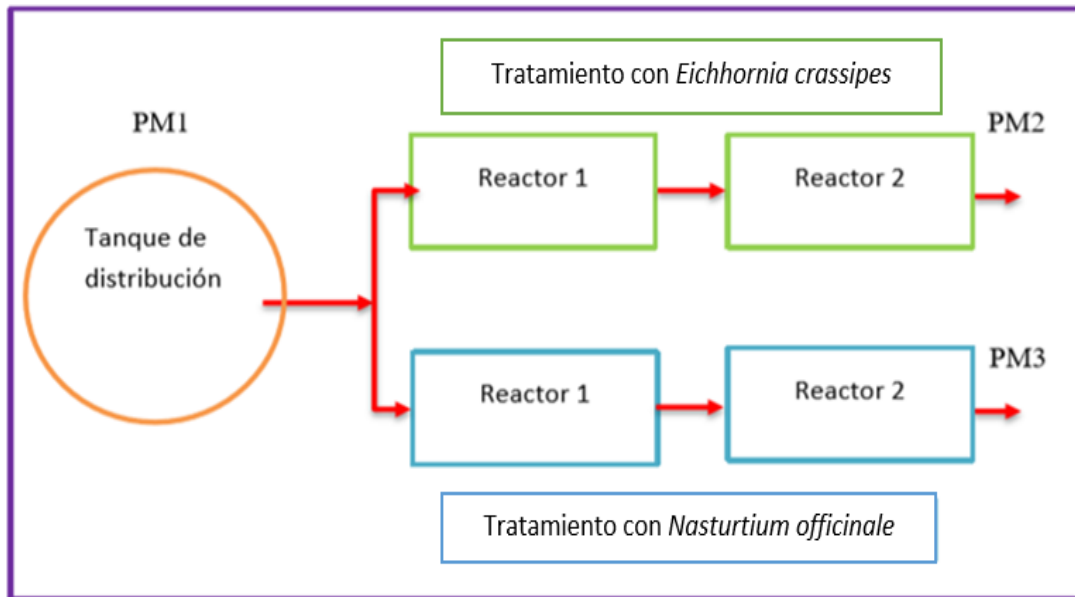 Tratamiento con Eichhornia crassipes
PM1
PM2
Reactor 1
Reactor 2
Tanque de
distribución
PM3
Reactor 1
Reactor 2
Tratamiento con Nasturtium officinale